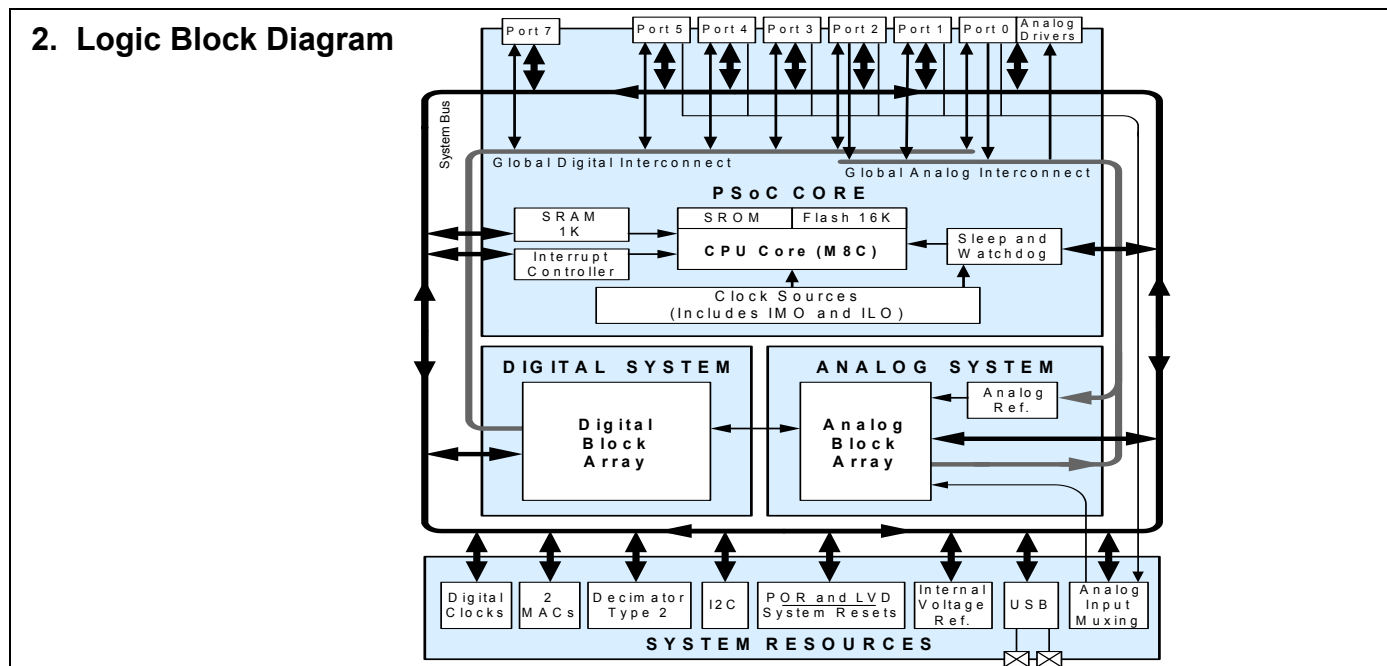 2. Logic Block Diagram
Port 7
Port 5
Port 4
Port 3
Port 2
Port 1
Port 0
Analog
Drivers
System Bus
Global Digital Interconnect
Global Analog Interconnect
PSoC CORE
SRAM
1K
SROM
Flash 16K
Interrupt
Controller
CPU Core (M8C)
Sleep and
Watchdog
Clock Sources
(Includes IMO and ILO)
DIGITAL SYSTEM
ANALOG SYSTEM
Digital
Block
Array
Analog
Block
Array
Analog
Ref.
Digital
Clocks
2
MACs
Decimator
Type 2
I2C
POR and LVD
System Resets
Internal
Voltage
Ref.
USB
Analog
Input
Muxing
SYSTEM RESOURCES